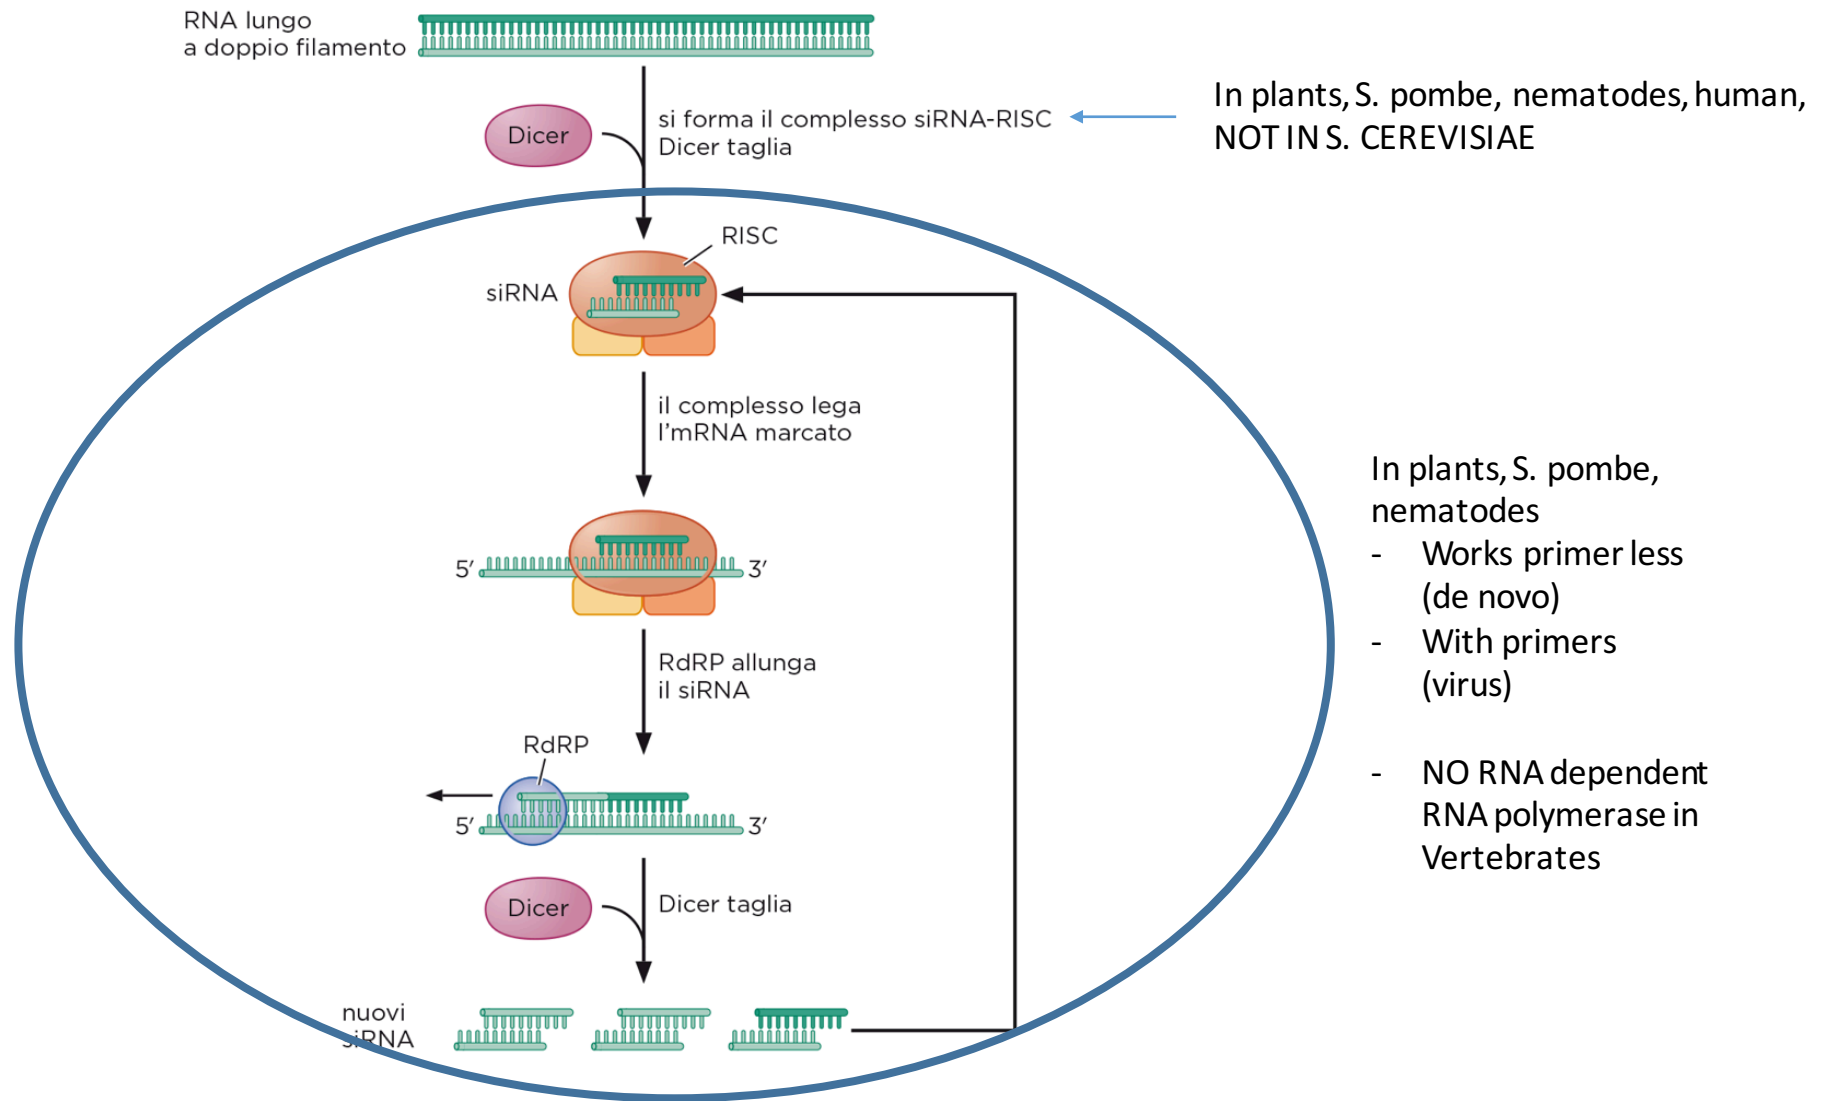 RNA lungo
a doppio filamento
Dicer
si forma il complesso siRNA-RISC
Dicer taglia
In plants, S. pombe, nematodes, human,
NOT IN S. CEREVISIAE
RISC
siRNA
il complesso lega
l'mRNA marcato
5′
3′
RdRP allunga
il siRNA
RdRP
5′
3′
Dicer
Dicer taglia
nuovi
siRNA
In plants, S. pombe,
nematodes
- Works primer less
(de novo)
- With primers
(virus)
- NO RNA dependent
RNA polymerase in
Vertebrates